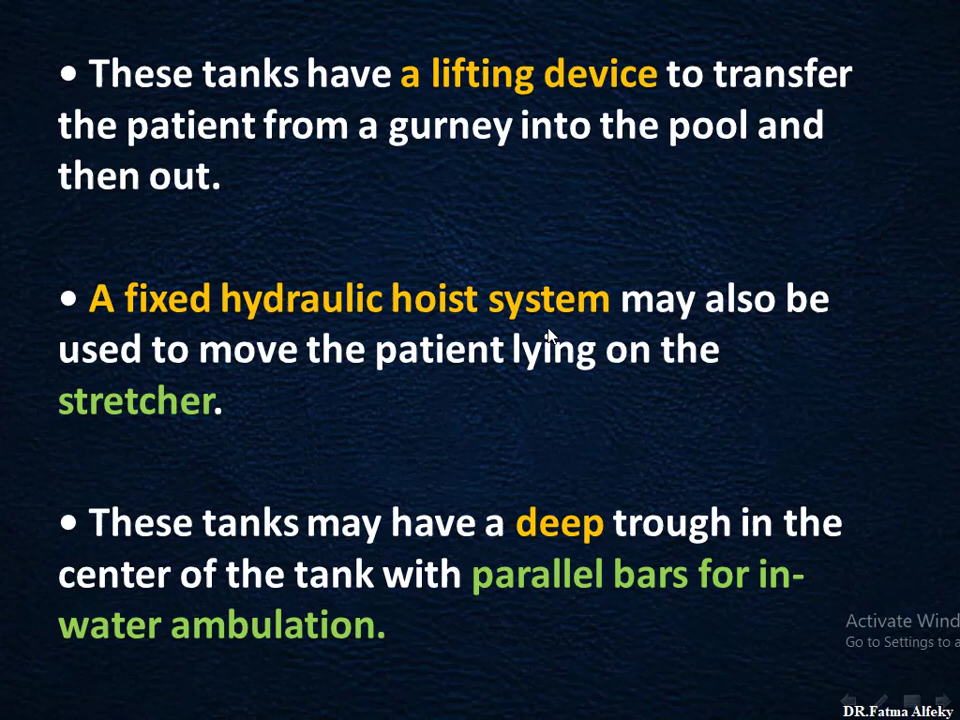 • These tanks have a lifting device to transfer
the patient from a gurney into the pool and
then out.
• A fixed hydraulic hoist system may also be
used to move the patient lying on the
stretcher.
• These tanks may have a deep trough in the
center of the tank with parallel bars for in-
water ambulation.
Activate Wind
Go to Settings to a
DR.Fatma Alfeky